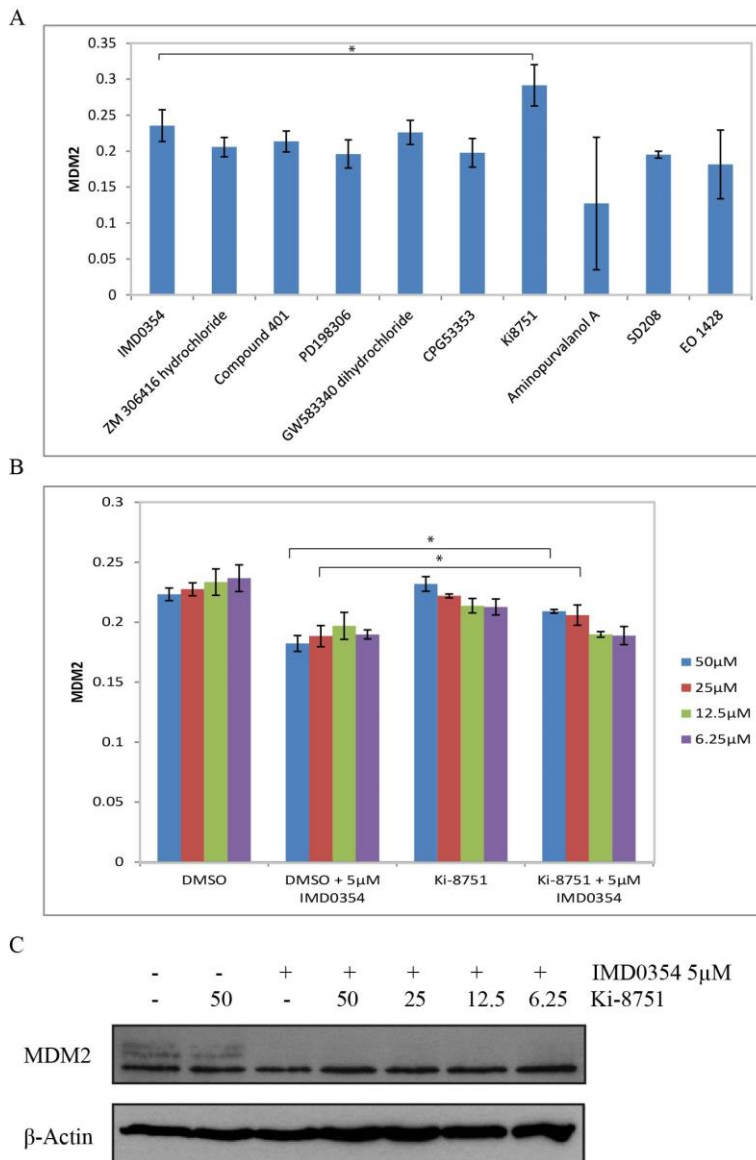 A
0.35
0.3
0.25
0.2
0.15
0.1
0.05
0
MDM2
*
IMD0354
ZM 306416 hydrochloride
Compound 401
PD198306
GW583340 dihydrochloride
CPG53353
Ki8751
Aminopurvalanol A
SD208
EO 1428
B
0.3
0.25
0.2
0.15
0.1
0.05
0
MDM2
*
*
50µM
25µM
12.5µM
6.25µM
DMSO
DMSO + 5µM
IMD0354
Ki-8751
Ki-8751 + 5µM
IMD0354
C
- - + + + + + IMD0354 5µM
- 50 - 50 25 12.5 6.25 Ki-8751
MDM2
β-Actin